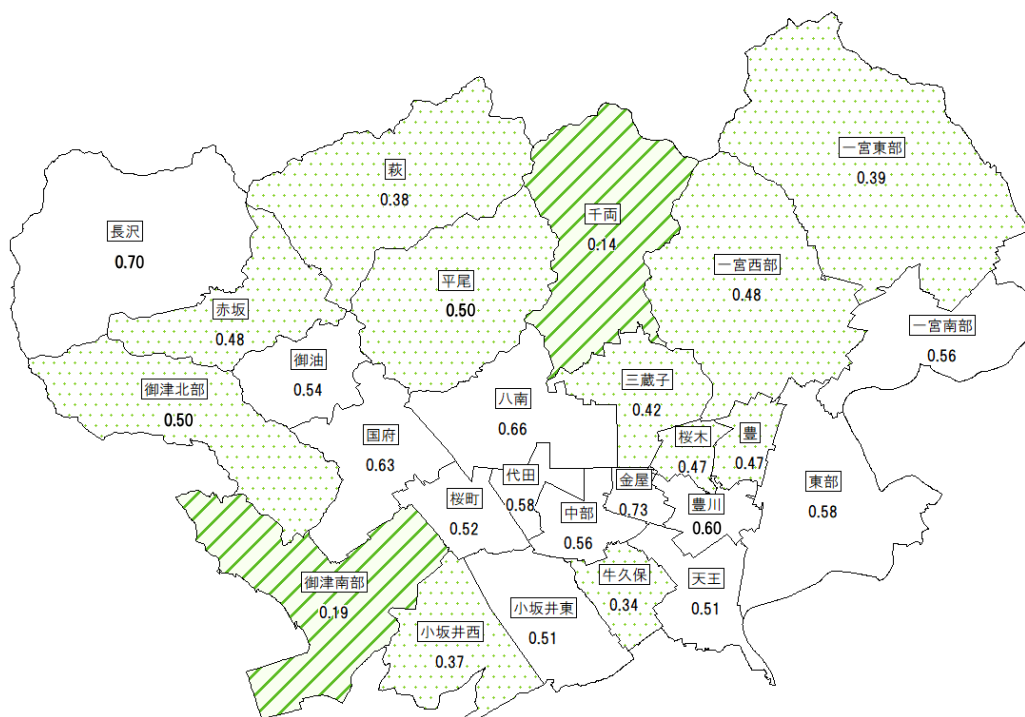 一宮東部
0.39
萩
0.38
千両
0.14
長沢
0.70
一宮西部
0.48
平尾
0.50
赤坂
0.48
一宮南部
0.56
御油
0.54
三蔵子
0.42
御津北部
0.50
八南
0.66
国府
0.63
桜木
0.47
豊
0.47
代田
0.58
金屋
0.73
東部
0.58
桜町
0.52
中部
0.56
豊川
0.60
御津南部
0.19
牛久保
0.34
天王
0.51
小坂井東
0.51
小坂井西
0.37